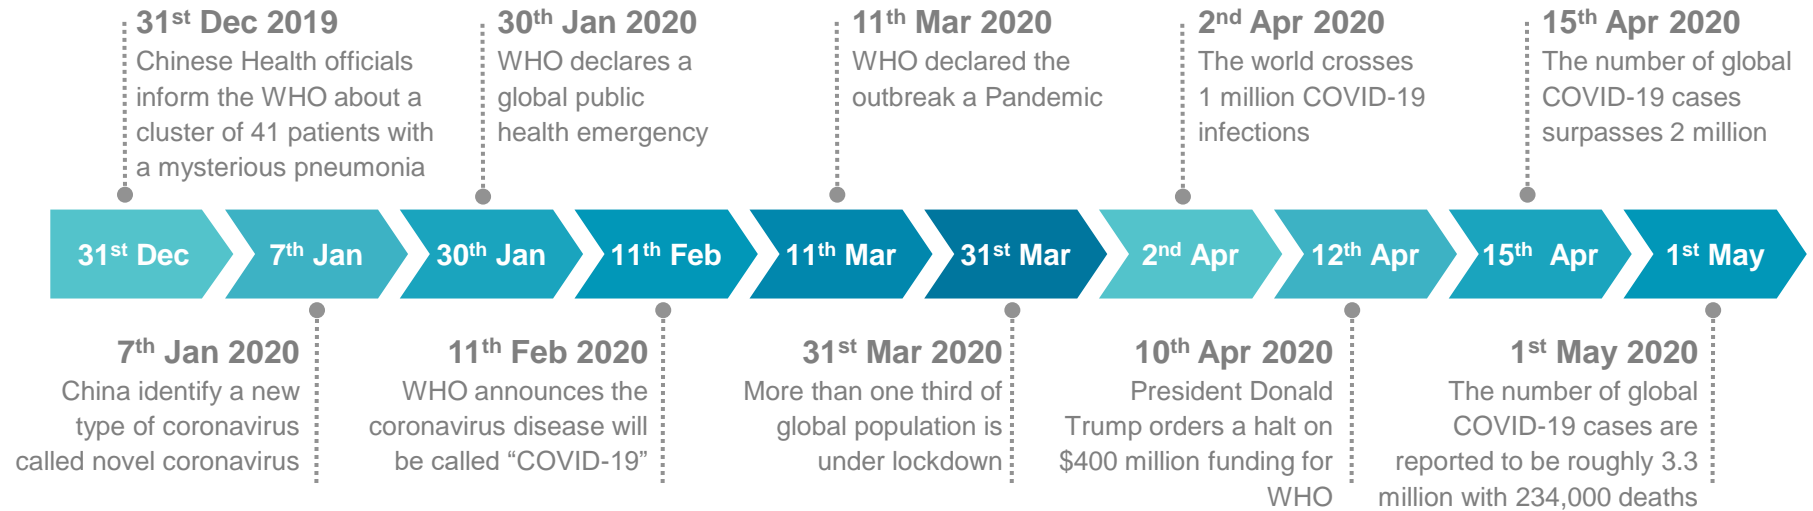 31st Dec 2019
Chinese Health officials
inform the WHO about a
cluster of 41 patients with
a mysterious pneumonia
30th Jan 2020
WHO declares a
global public
health emergency
11th Mar 2020
WHO declared the
outbreak a Pandemic
2nd Apr 2020
The world crosses
1 million COVID-19
infections
15th Apr 2020
The number of global
COVID-19 cases
surpasses 2 million
31st Dec
7th Jan
30th Jan
11th Feb
11th Mar
31st Mar
2nd Apr
12th Apr
15th Apr
1st May
7th Jan 2020
China identify a new
type of coronavirus
called novel coronavirus
11th Feb 2020
WHO announces the
coronavirus disease will
be called “COVID-19”
31st Mar 2020
More than one third of
global population is
under lockdown
10th Apr 2020
President Donald
Trump orders a halt on
$400 million funding for
WHO
1st May 2020
The number of global
COVID-19 cases are
reported to be roughly 3.3
million with 234,000 deaths